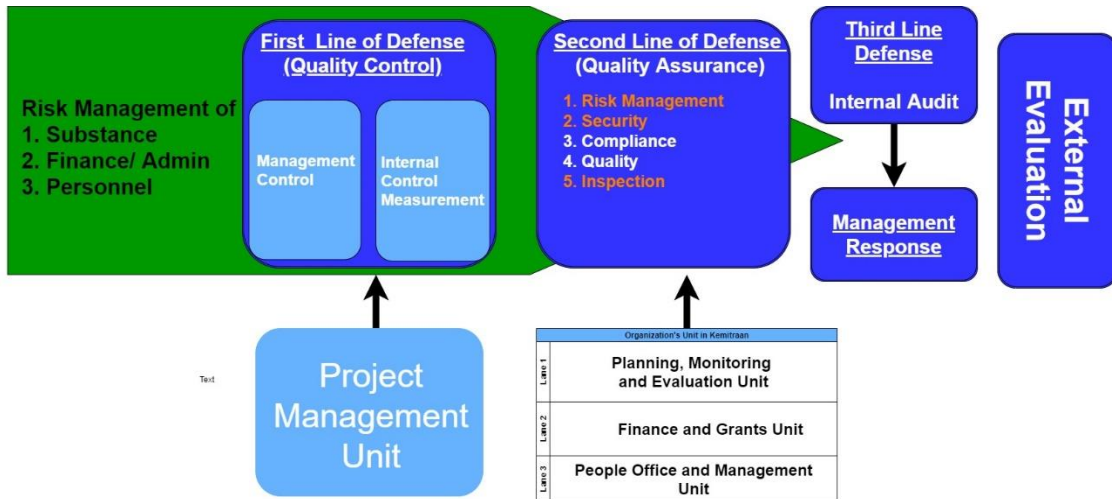 Risk Management of
1. Substance
2. Finance/ Admin
3. Personnel
First Line of Defense
(Quality Control)
Management
Control
Internal
Control
Measurement
Second Line of Defense
(Quality Assurance)
1. Risk Management
2. Security
3. Compliance
4. Quality
5. Inspection
Third Line
Defense
Internal Audit
Management
Response
External
Evaluation
Text
Project
Management
Unit
Organization's Unit in Kemitraan
Lane 1
Planning, Monitoring
and Evaluation Unit
Lane 2
Finance and Grants Unit
Lane 3
People Office and Management
Unit